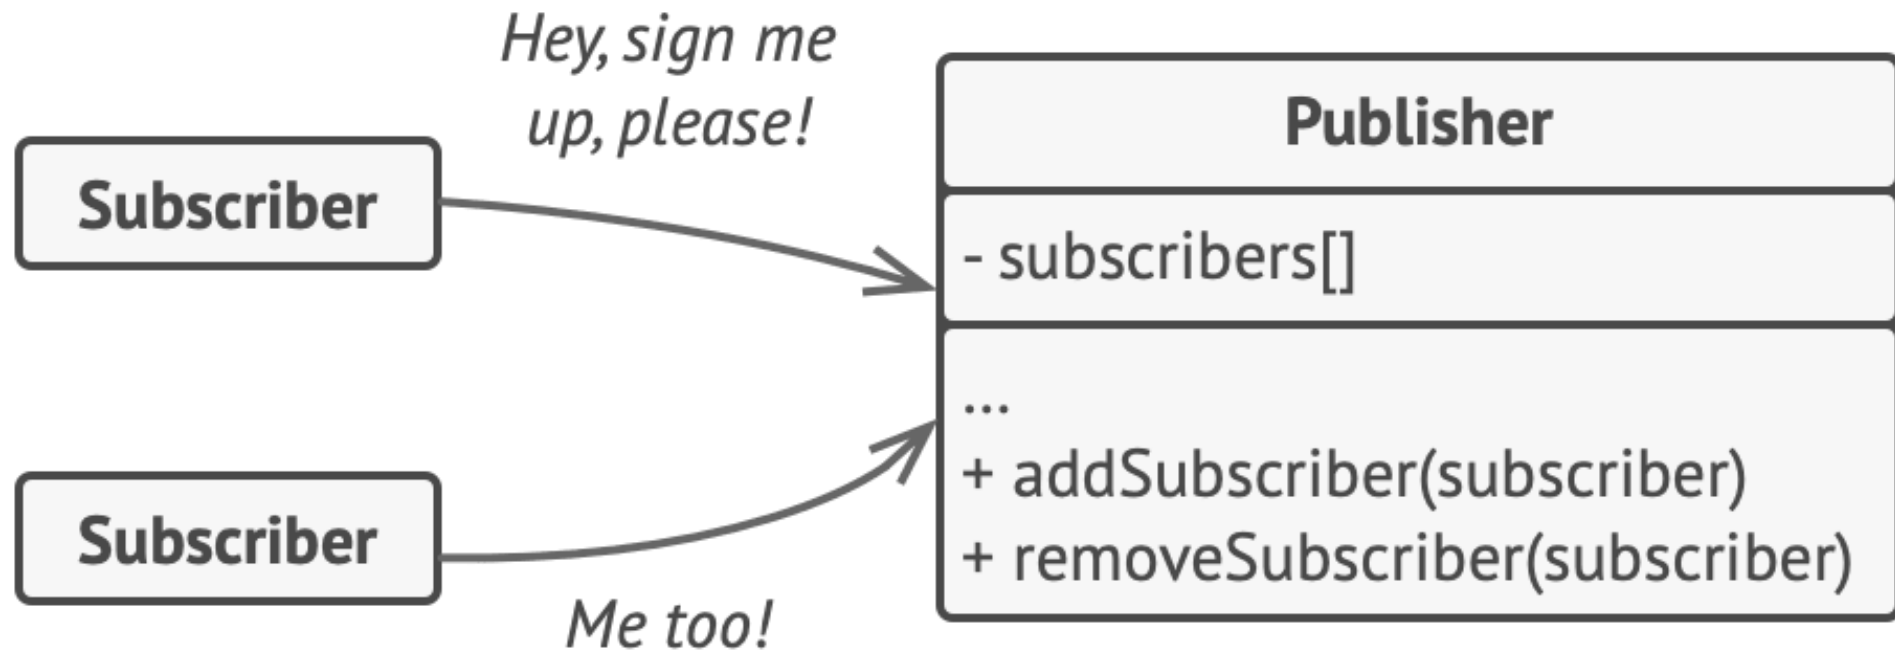 Hey, sign me
up, please!
Subscriber
Subscriber
Me too!
Publisher
- subscribers[]
...
+ addSubscriber(subscriber)
+ removeSubscriber(subscriber)